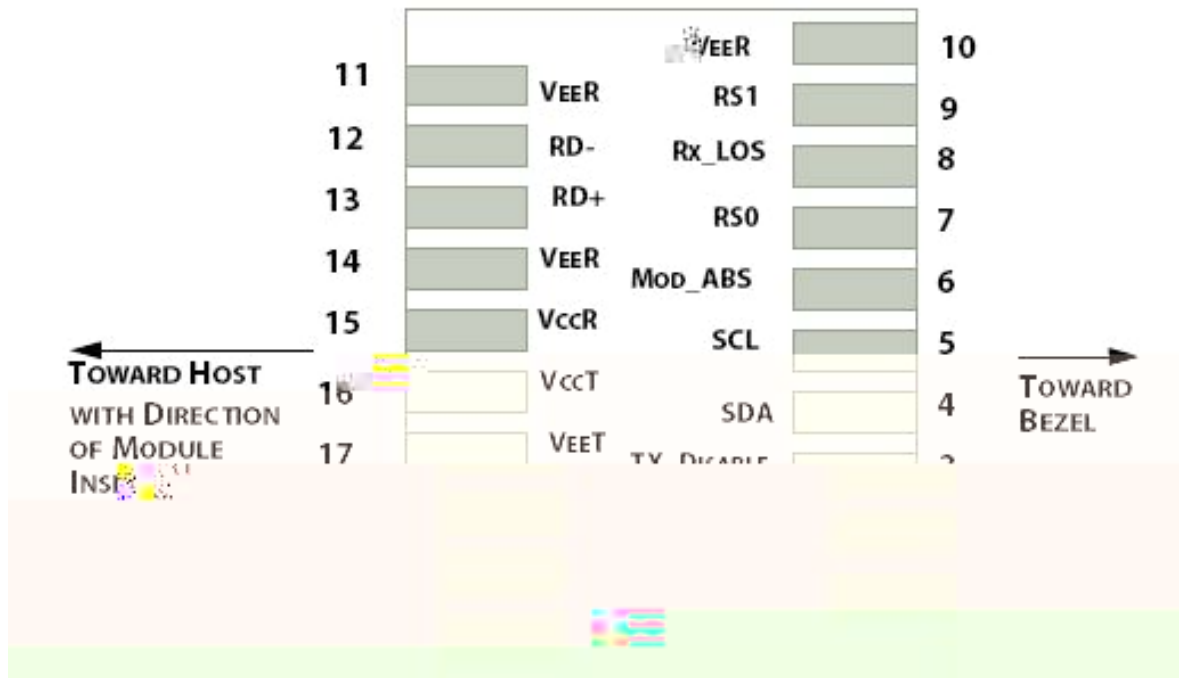 VEER 10
11 VEER
RS1 9
12 RD-
Rx_LOS 8
13 RD+
RS0 7
14 VEER
MOD_ABS 6
15 VCCR
SCL 5
TOWARD HOST
WITH DIRECTION
OF MODULE
TOWARD
BEZEL
16 VCCT
SDA 4
17 VEET
TX_DISABLE